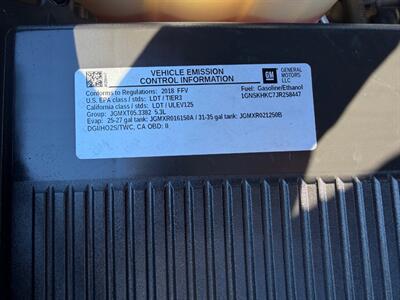 VEHICLE EMISSION
CONTROL INFORMATION
GM GENERAL MOTORS LLC
Conforms to Regulations: 2018 FFV
Fuel: Gasoline/Ethanol
U.S. EPA class / stds: LDT / TIER3
1GNSKHKC7JR258447
California class / stds: LDT / ULEV125
Group: JGMXT05.3382 5.3L
Evap: 25-27 gal tank: JGMXR016150A / 31-35 gal tank: JGMXR021250B
DGI/HO2S/TWC, CA OBD: II